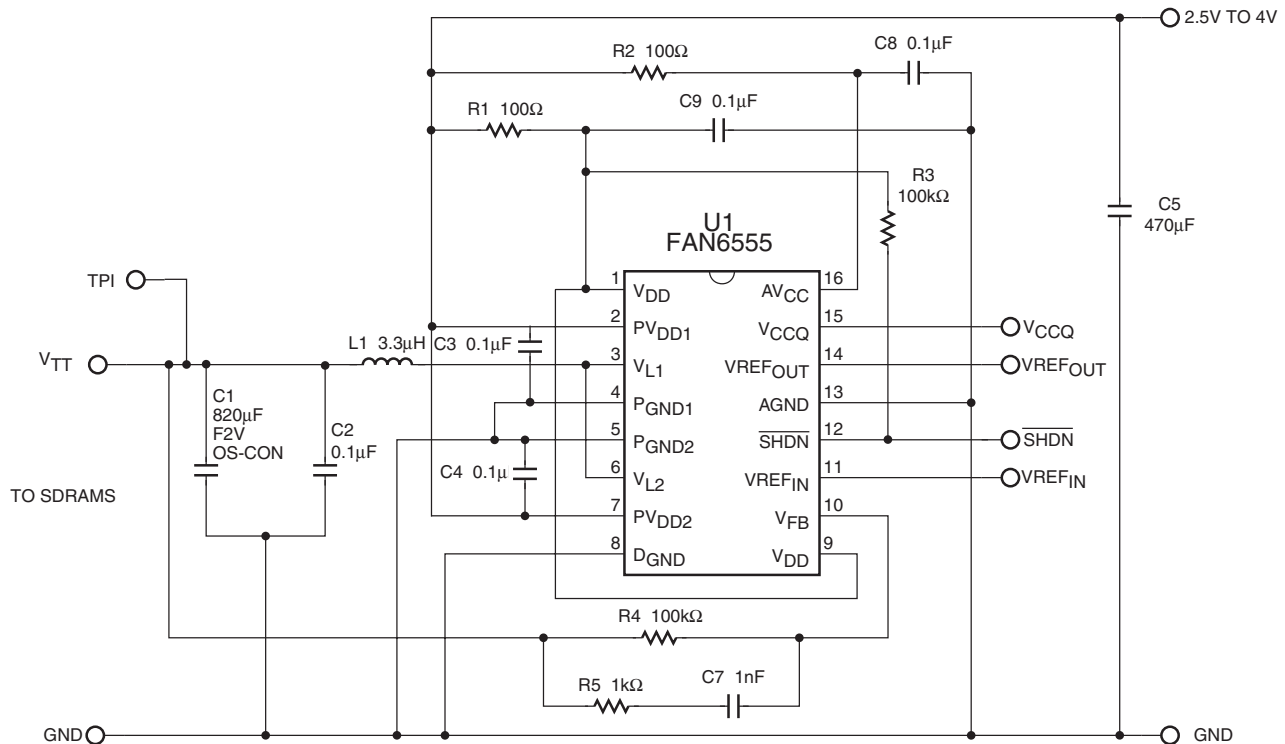 2.5V TO 4V
R2 100Ω
C8 0.1µF
R1 100Ω
C9 0.1µF
R3
100kΩ
C5
470µF
U1
FAN6555
TPI
VTT
L1 3.3µH
C3 0.1µF
C1
820µF
F2V
OS-CON
C2
0.1µF
C4 0.1µ
TO SDRAMS
1 VDD
2 PVDD1
3 VL1
4 PGND1
5 PGND2
6 VL2
7 PVDD2
8 DGND
AVCC 16
VCCQ 15
VREFOUT 14
AGND 13
SHDN 12
VREFIN 11
VFB 10
VDD 9
VCCQ
VREFOUT
SHDN
VREFIN
R4 100kΩ
R5 1kΩ
C7 1nF
GND
GND